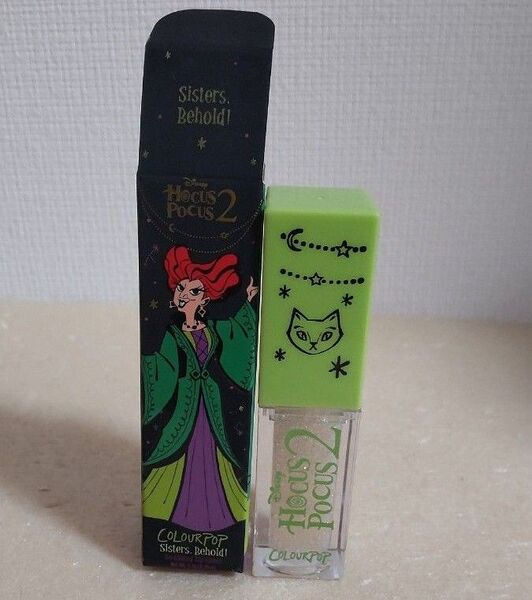 Sisters,
Behold!
Disney
HOCUS
POCUS 2
COLOURPOP
Sisters, Behold!
Disney
HOCUS
POCUS 2
COLOURPOP